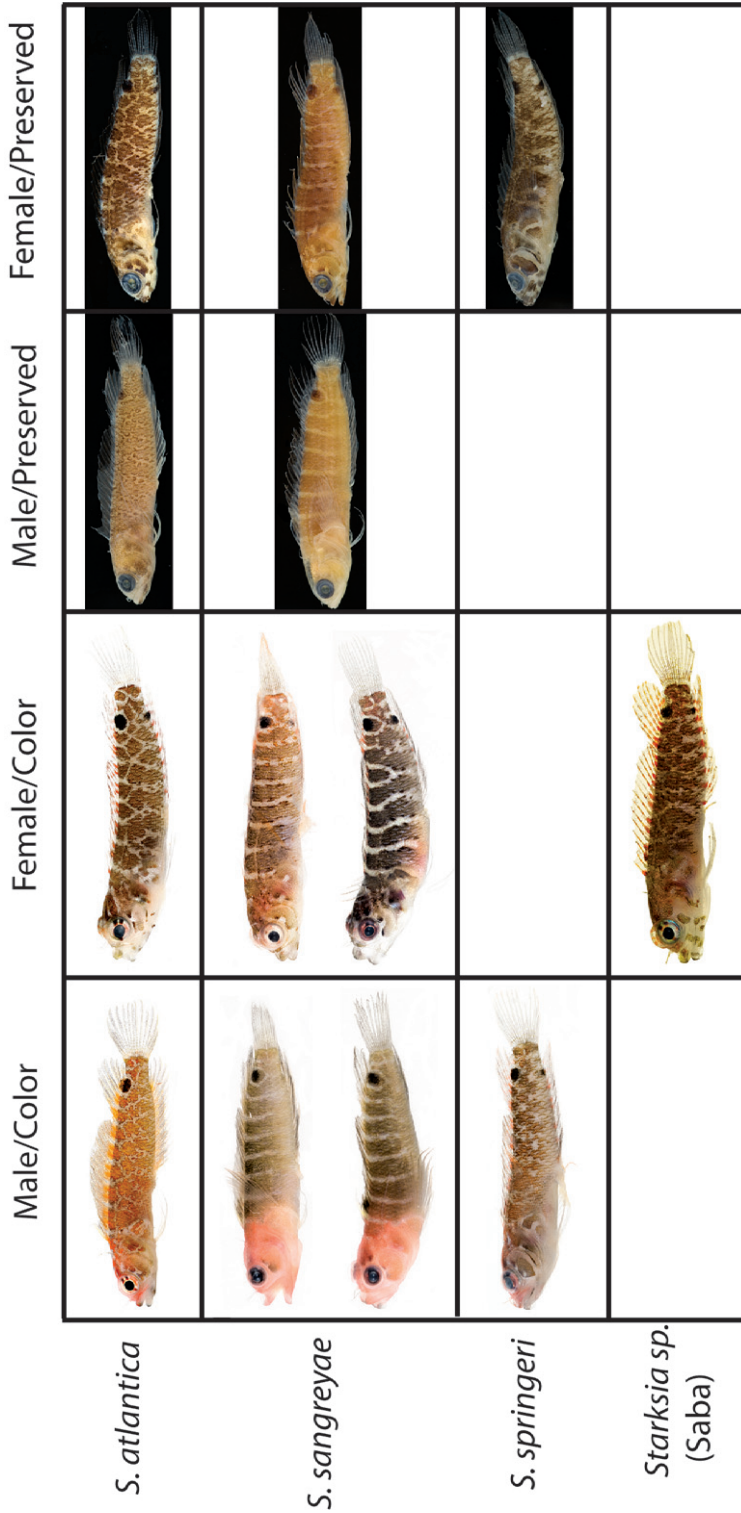 Male/Color
Female/Color
Male/Preserved
Female/Preserved
S. atlantica
S. sangreyae
S. springeri
Starksia sp.
(Saba)